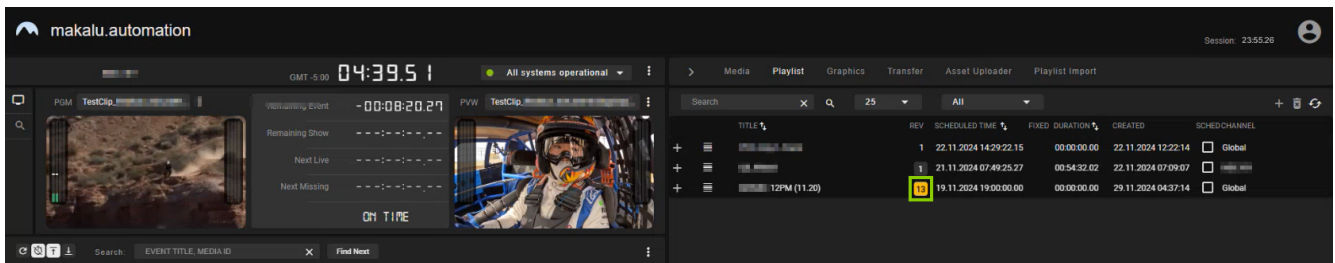 makalu.automation
Session: 23:55.26
GMT -5:00 04:39.51
All systems operational
Media Playlist Graphics Transfer Asset Uploader Playlist Import
PGM TestClip_
Remaining Event -00:08:20.27
Remaining Show ---:--:--.--
Next Live ---:--:--.--
Next Missing ---:--:--.--
ON TIME
PVW TestClip_
Search 25 All
TITLE REV SCHEDULED TIME FIXED DURATION CREATED SCHED CHANNEL
1 22.11.2024 14:29:22.15 00:00:00.00 22.11.2024 12:22:14 Global
1 21.11.2024 07:49:25.27 00:54:32.02 22.11.2024 07:09:07
12PM (11.20) 13 19.11.2024 19:00:00.00 00:00:00.00 29.11.2024 04:37:14 Global
Search: EVENT TITLE, MEDIA ID Find Next